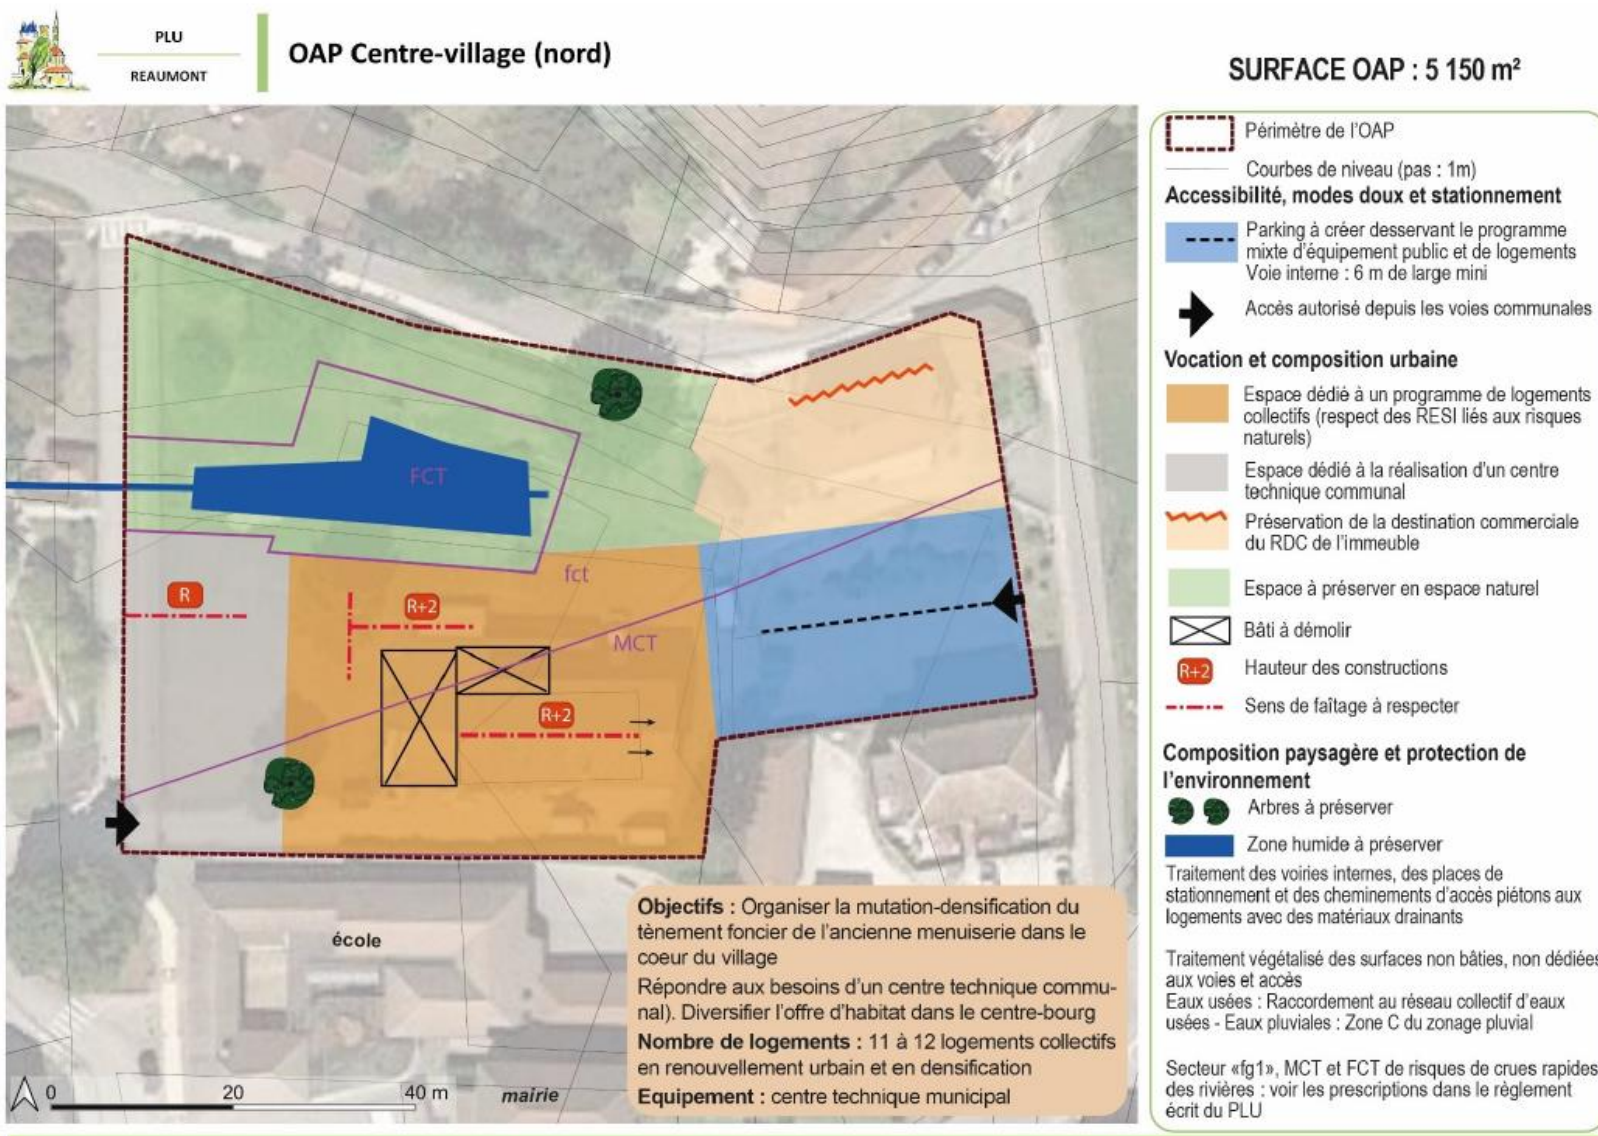 PLU
REAUMONT
OAP Centre-village (nord)
SURFACE OAP : 5 150 m²
Périmètre de l'OAP
Courbes de niveau (pas : 1m)
Accessibilité, modes doux et stationnement
Parking à créer desservant le programme
mixte d'équipement public et de logements
Voie interne : 6 m de large mini
Accès autorisé depuis les voies communales
Vocation et composition urbaine
Espace dédié à un programme de logements
collectifs (respect des RESI liés aux risques
naturels)
Espace dédié à la réalisation d'un centre
technique communal
Préservation de la destination commerciale
du RDC de l'immeuble
Espace à préserver en espace naturel
Bâti à démolir
R+2
Hauteur des constructions
Sens de faîtage à respecter
Composition paysagère et protection de
l'environnement
Arbres à préserver
Zone humide à préserver
Traitement des voiries internes, des places de
stationnement et des cheminements d'accès piétons aux
logements avec des matériaux drainants
Traitement végétalisé des surfaces non bâties, non dédiées
aux voies et accès
Eaux usées : Raccordement au réseau collectif d'eaux
usées - Eaux pluviales : Zone C du zonage pluvial
Secteur «fg1», MCT et FCT de risques de crues rapides
des rivières : voir les prescriptions dans le règlement
écrit du PLU
FCT
fct
R
R+2
MCT
R+2
école
mairie
0 20 40 m
Objectifs : Organiser la mutation-densification du
tènement foncier de l'ancienne menuiserie dans le
coeur du village
Répondre aux besoins d'un centre technique commu-
nal). Diversifier l'offre d'habitat dans le centre-bourg
Nombre de logements : 11 à 12 logements collectifs
en renouvellement urbain et en densification
Equipement : centre technique municipal